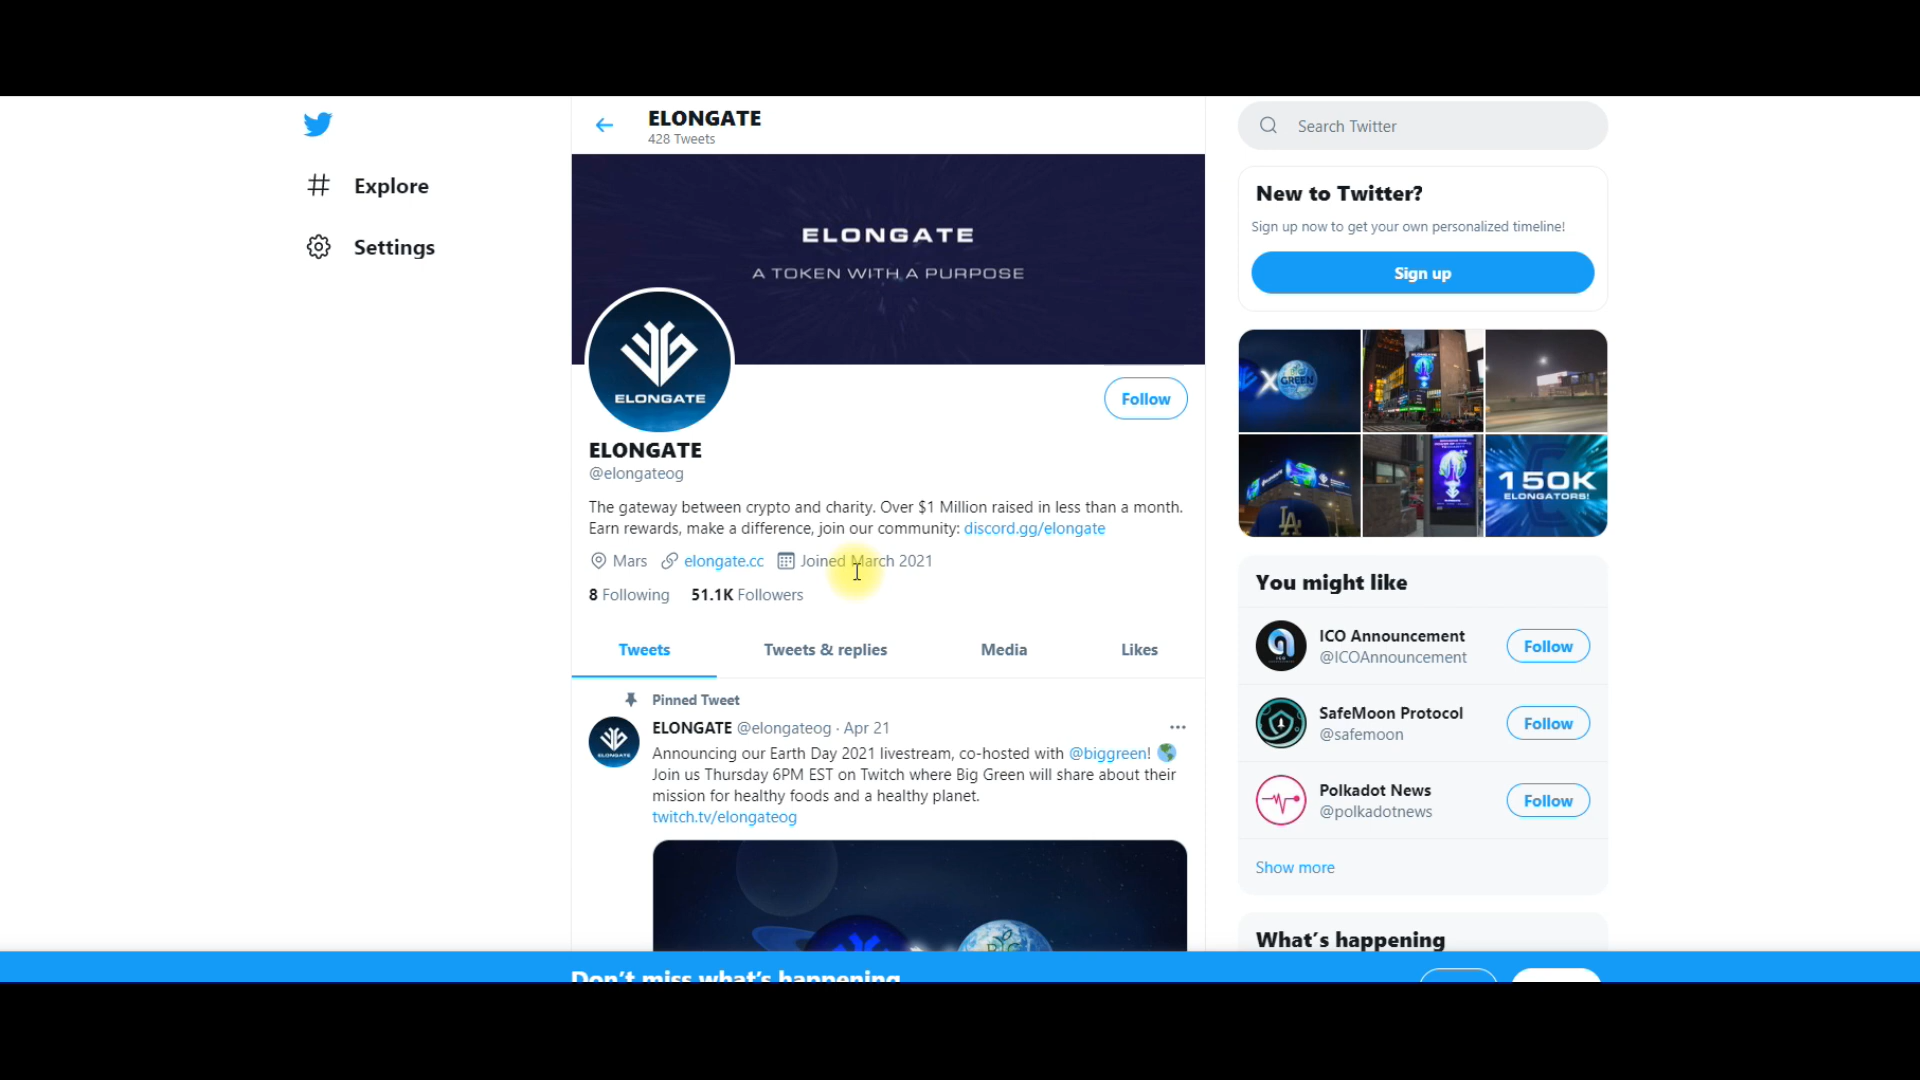 ELONGATE
428 Tweets
Explore
Settings
ELONGATE
A TOKEN WITH A PURPOSE
ELONGATE
Follow
ELONGATE
@elongateog
The gateway between crypto and charity. Over $1 Million raised in less than a month.
Earn rewards, make a difference, join our community: discord.gg/elongate
Mars elongate.cc Joined March 2021
8 Following 51.1K Followers
Tweets Tweets & replies Media Likes
Pinned Tweet
ELONGATE @elongateog · Apr 21
Announcing our Earth Day 2021 livestream, co-hosted with @biggreen!
Join us Thursday 6PM EST on Twitch where Big Green will share about their
mission for healthy foods and a healthy planet.
twitch.tv/elongateog
Search Twitter
New to Twitter?
Sign up now to get your own personalized timeline!
Sign up
X GREEN
LA
150K
ELONGATORS!
You might like
ICO Announcement
@ICOAnnouncement
Follow
SafeMoon Protocol
@safemoon
Follow
Polkadot News
@polkadotnews
Follow
Show more
What's happening
Don't miss what's happening